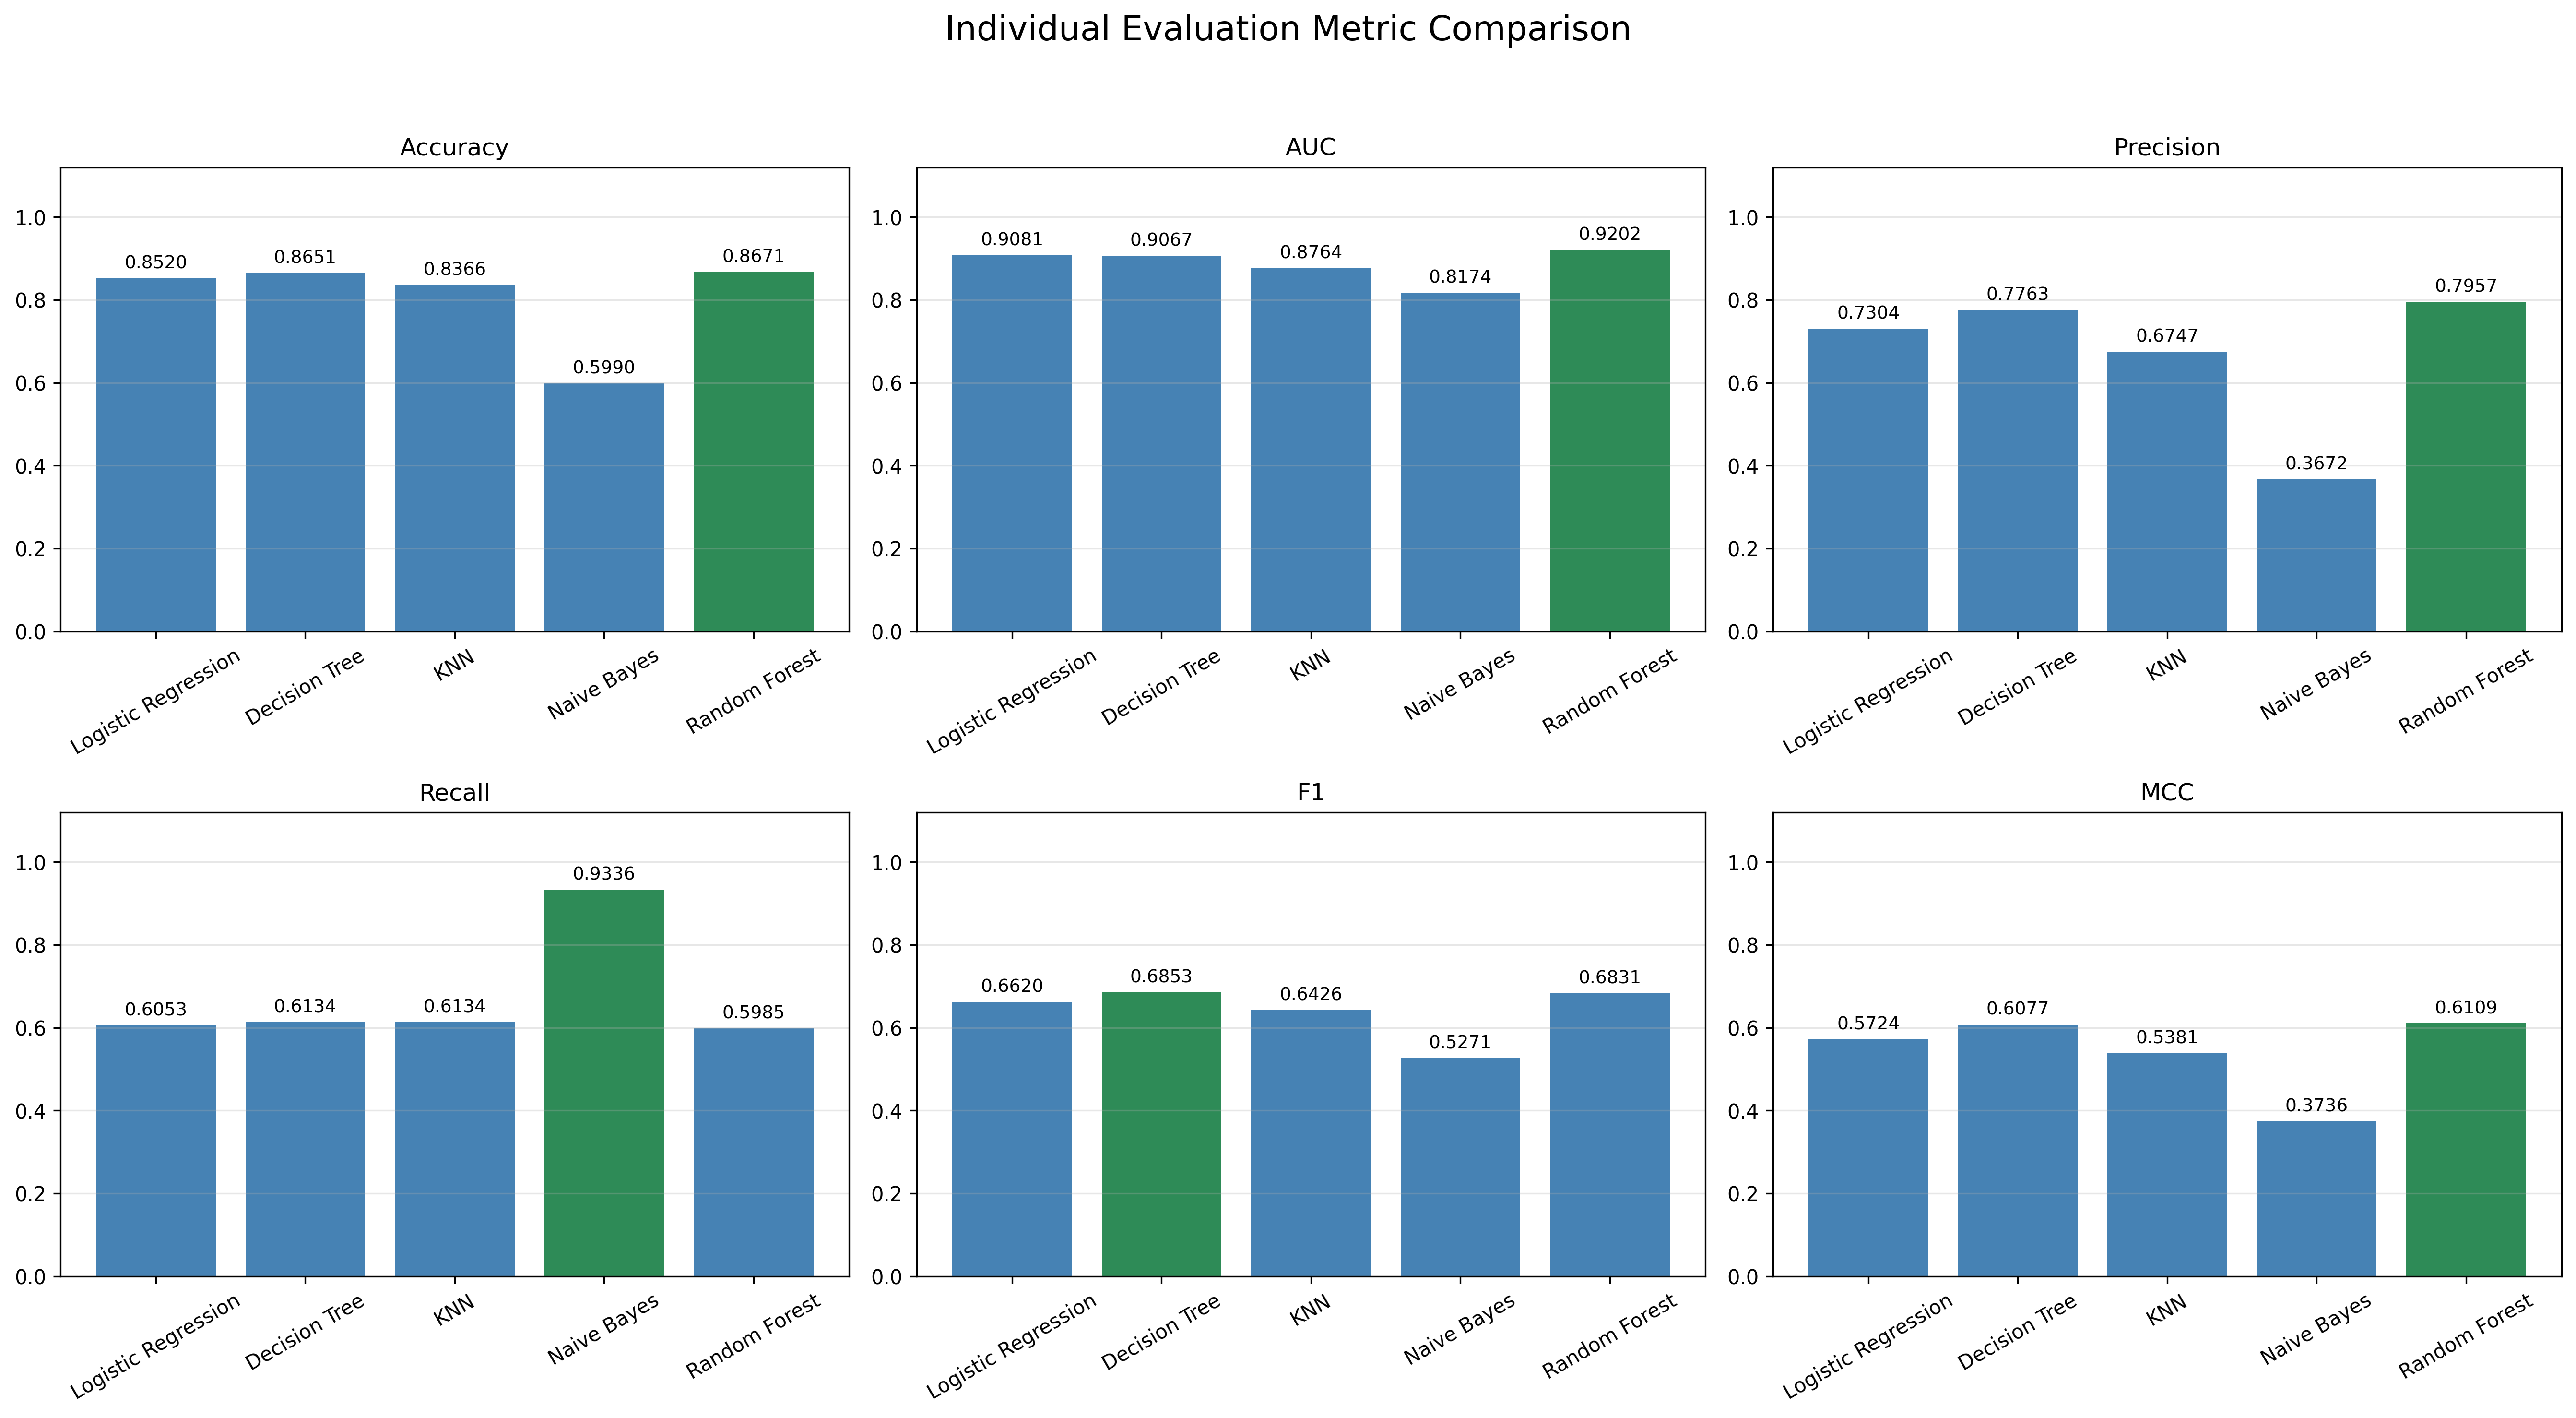 Individual Evaluation Metric Comparison
Accuracy
1.0
0.8
0.6
0.4
0.2
0.0
0.8520
0.8651
0.8366
0.5990
0.8671
Logistic Regression
Decision Tree
KNN
Naive Bayes
Random Forest
AUC
1.0
0.8
0.6
0.4
0.2
0.0
0.9081
0.9067
0.8764
0.8174
0.9202
Logistic Regression
Decision Tree
KNN
Naive Bayes
Random Forest
Precision
1.0
0.8
0.6
0.4
0.2
0.0
0.7304
0.7763
0.6747
0.3672
0.7957
Logistic Regression
Decision Tree
KNN
Naive Bayes
Random Forest
Recall
1.0
0.8
0.6
0.4
0.2
0.0
0.6053
0.6134
0.6134
0.9336
0.5985
Logistic Regression
Decision Tree
KNN
Naive Bayes
Random Forest
F1
1.0
0.8
0.6
0.4
0.2
0.0
0.6620
0.6853
0.6426
0.5271
0.6831
Logistic Regression
Decision Tree
KNN
Naive Bayes
Random Forest
MCC
1.0
0.8
0.6
0.4
0.2
0.0
0.5724
0.6077
0.5381
0.3736
0.6109
Logistic Regression
Decision Tree
KNN
Naive Bayes
Random Forest